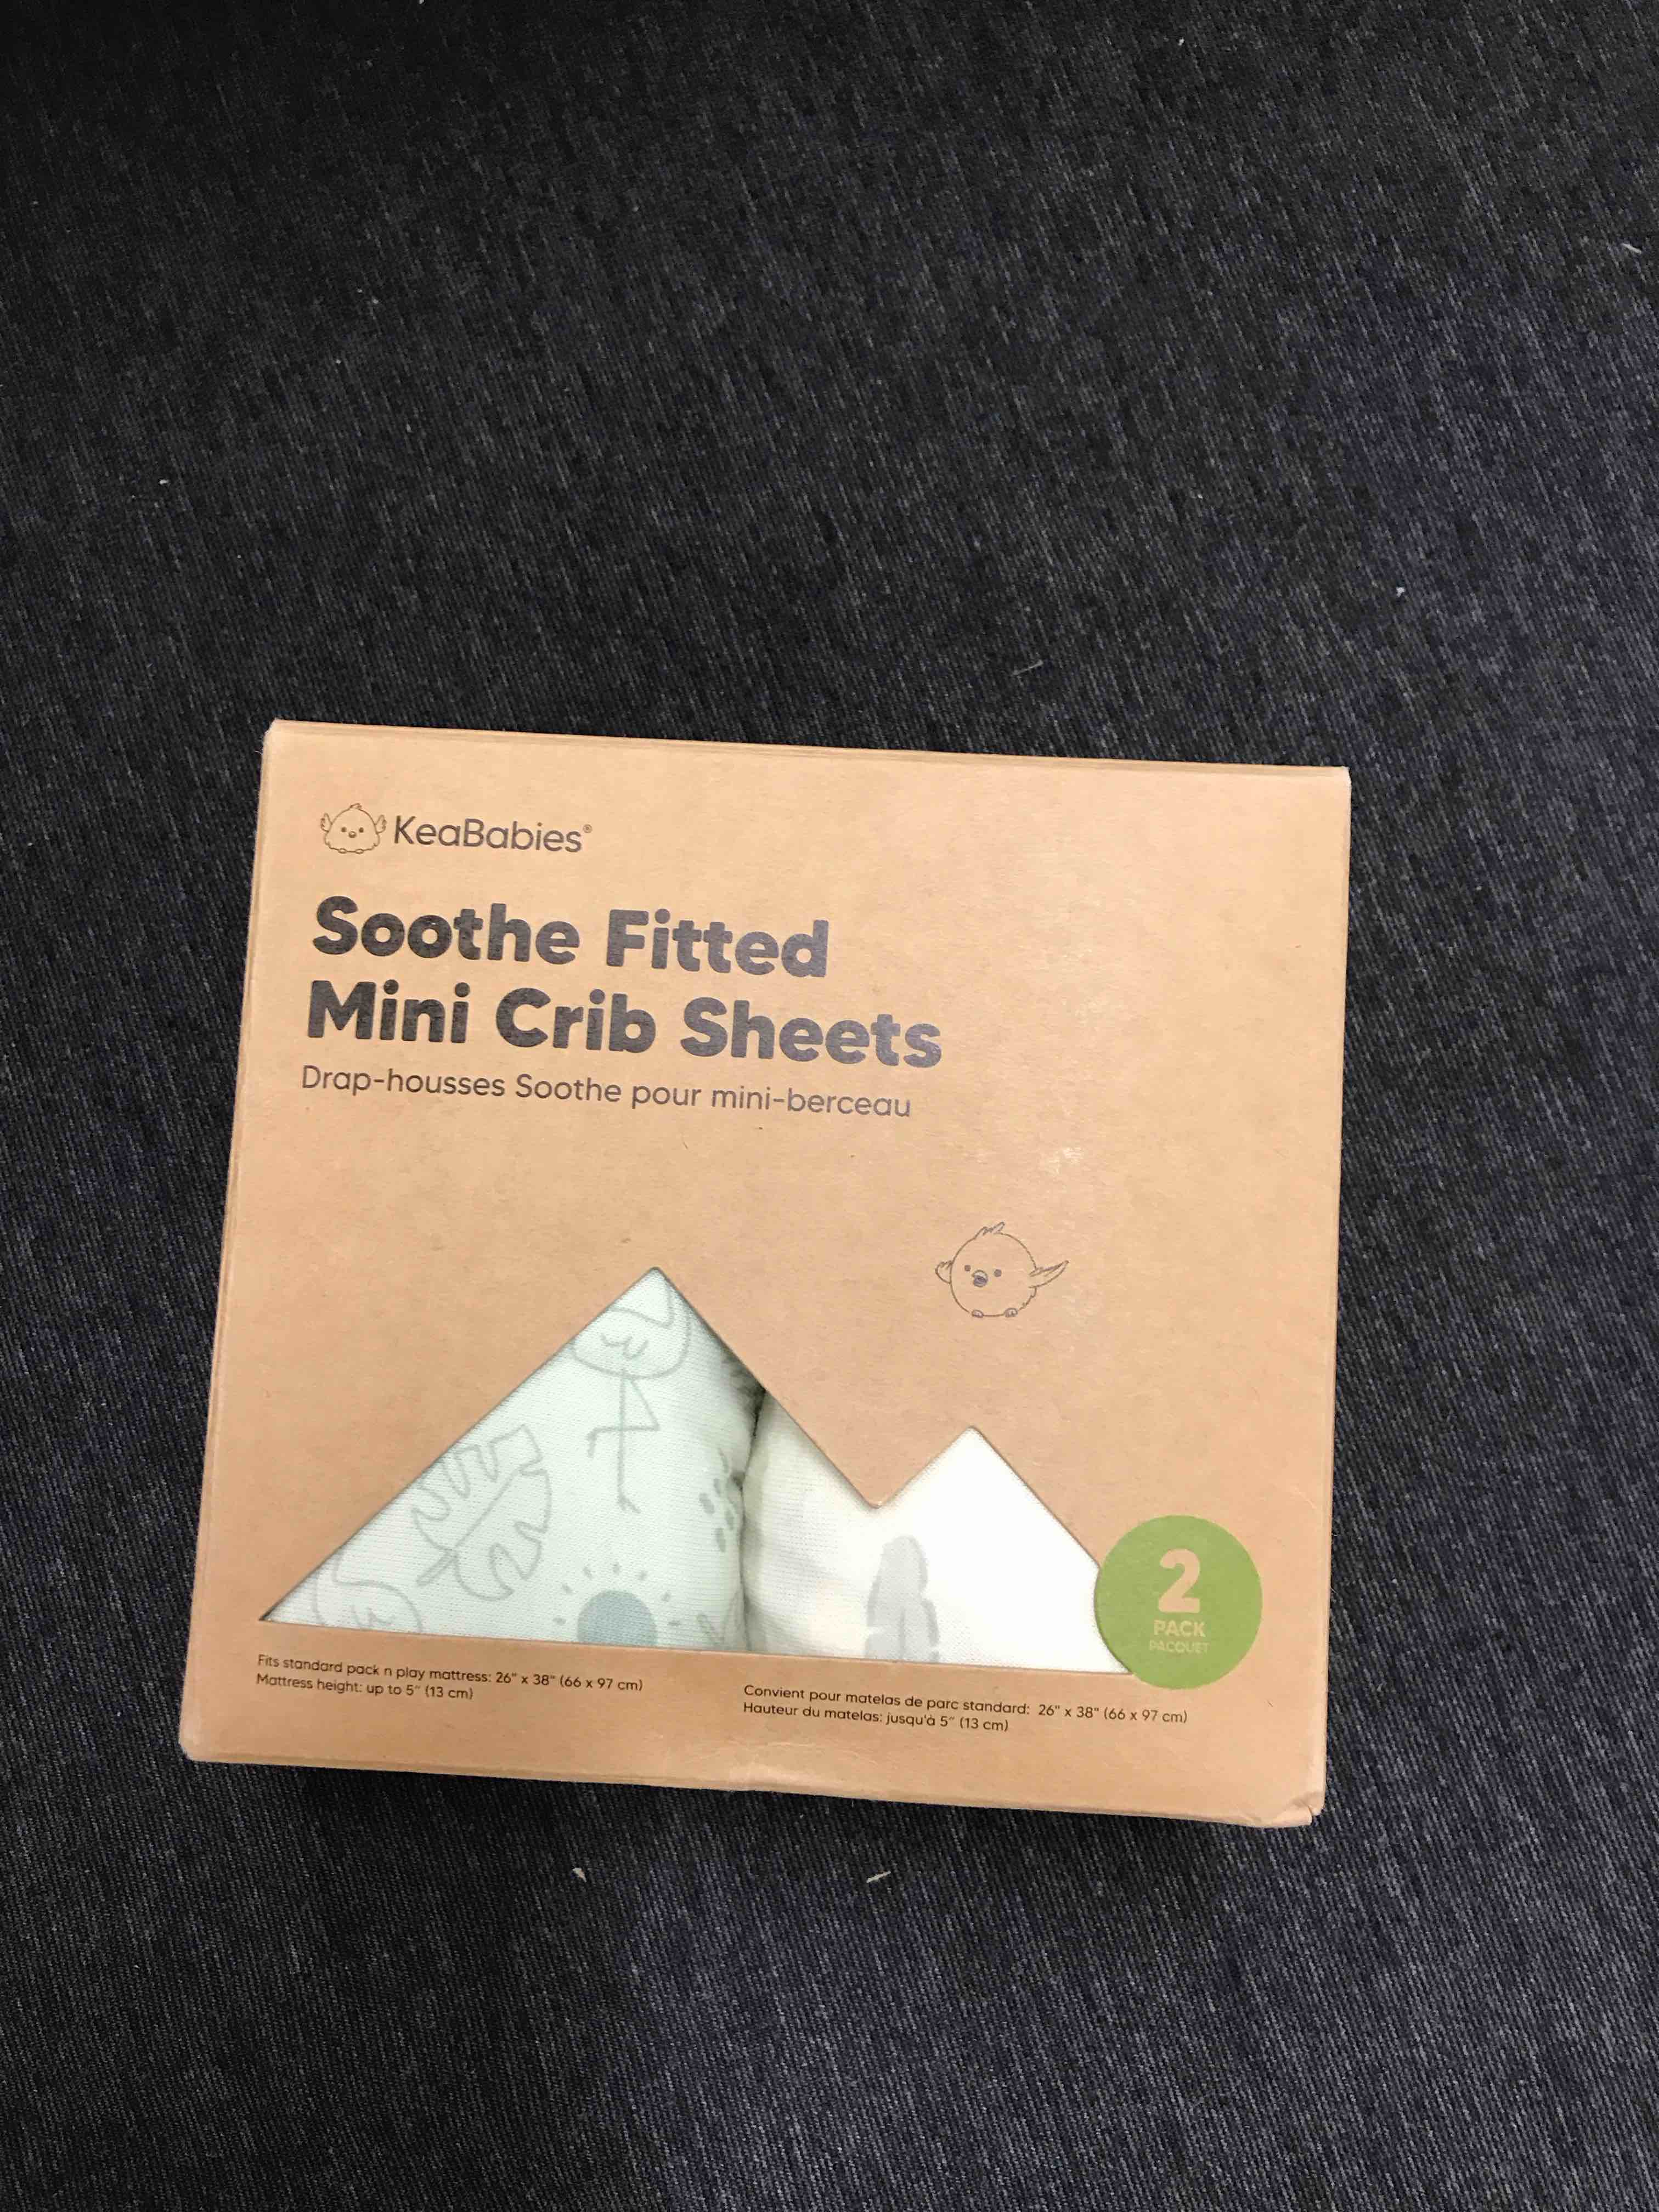 KeaBabies®
Soothe Fitted
Mini Crib Sheets
Drap-housses Soothe pour mini-berceau
2
PACK
PACQUET
Fits standard pack n play mattress: 26" x 38" (66 x 97 cm)
Mattress height: up to 5" (13 cm)
Convient pour matelas de parc standard: 26" x 38" (66 x 97 cm)
Hauteur du matelas: jusqu'à 5" (13 cm)